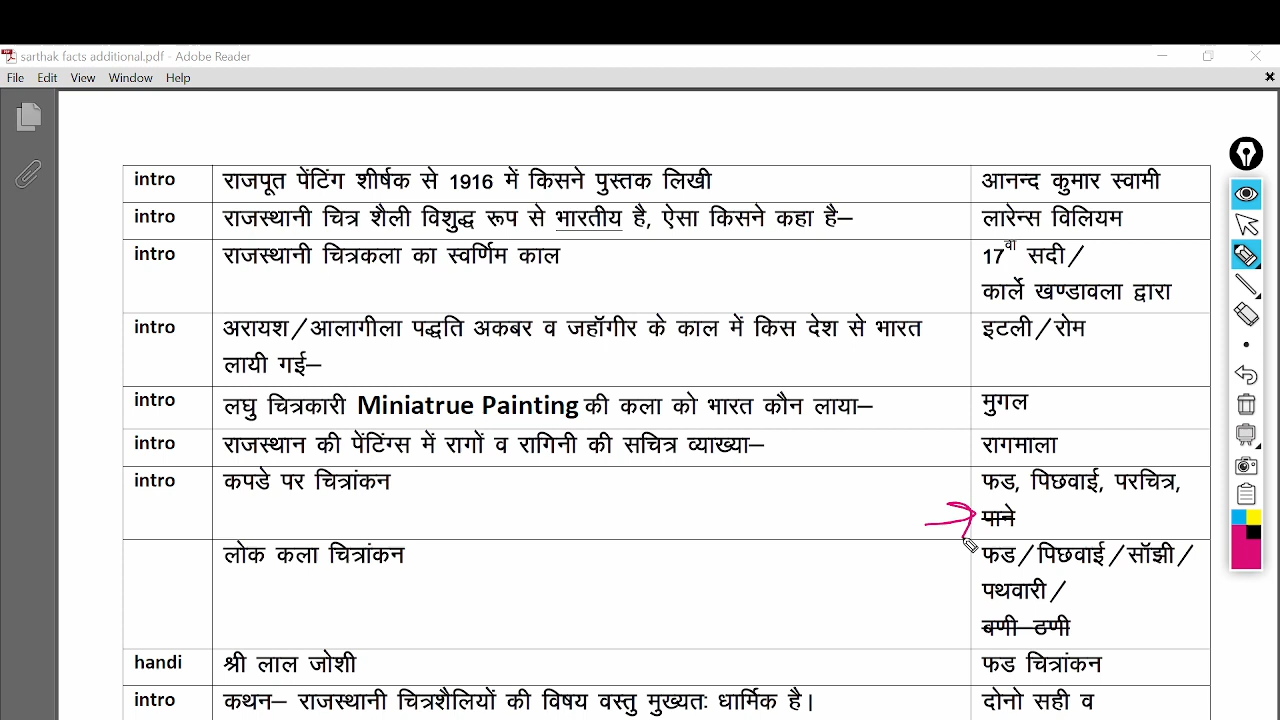 sarthak facts additional.pdf - Adobe Reader
File Edit View Window Help
intro राजपूत पेंटिंग शीर्षक से 1916 में किसने पुस्तक लिखी आनन्द कुमार स्वामी
intro राजस्थानी चित्र शैली विशुद्ध रूप से भारतीय है, ऐसा किसने कहा है– लारेन्स विलियम
intro राजस्थानी चित्रकला का स्वर्णिम काल 17वा सदी/
कार्ले खण्डावला द्वारा
intro अरायश/आलागीला पद्धति अकबर व जहॉगीर के काल में किस देश से भारत इटली/रोम
लायी गई–
intro लघु चित्रकारी Miniatrue Painting की कला को भारत कौन लाया– मुगल
intro राजस्थान की पेंटिंग्स में रागों व रागिनी की सचित्र व्याख्या– रागमाला
intro कपडे पर चित्रांकन फड, पिछवाई, परचित्र,
पाने
लोक कला चित्रांकन फड/पिछवाई/सॉझी/
पथवारी/
बणी–ठणी
handi श्री लाल जोशी फड चित्रांकन
intro कथन– राजस्थानी चित्रशैलियों की विषय वस्तु मुख्यतः धार्मिक है। दोनो सही व